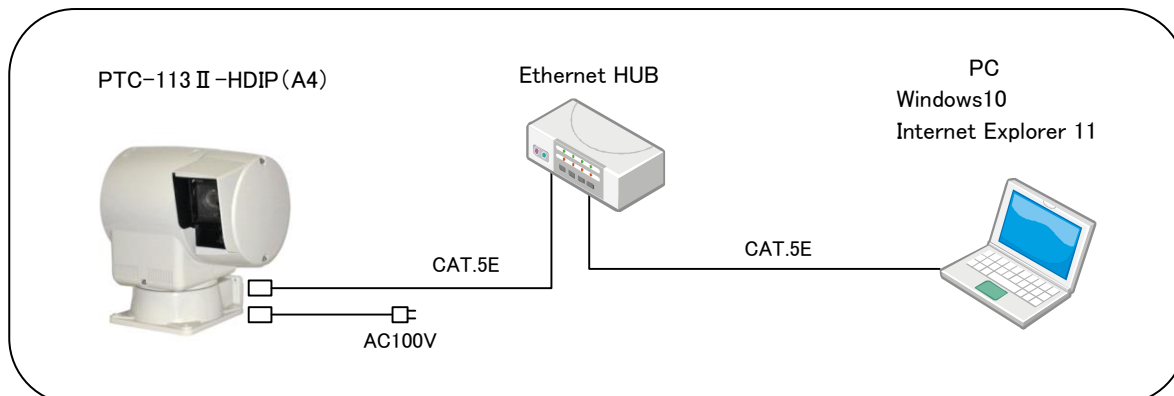 PTC-113Ⅱ-HDIP(A4)
Ethernet HUB
PC
Windows10
Internet Explorer 11
CAT.5E
CAT.5E
AC100V